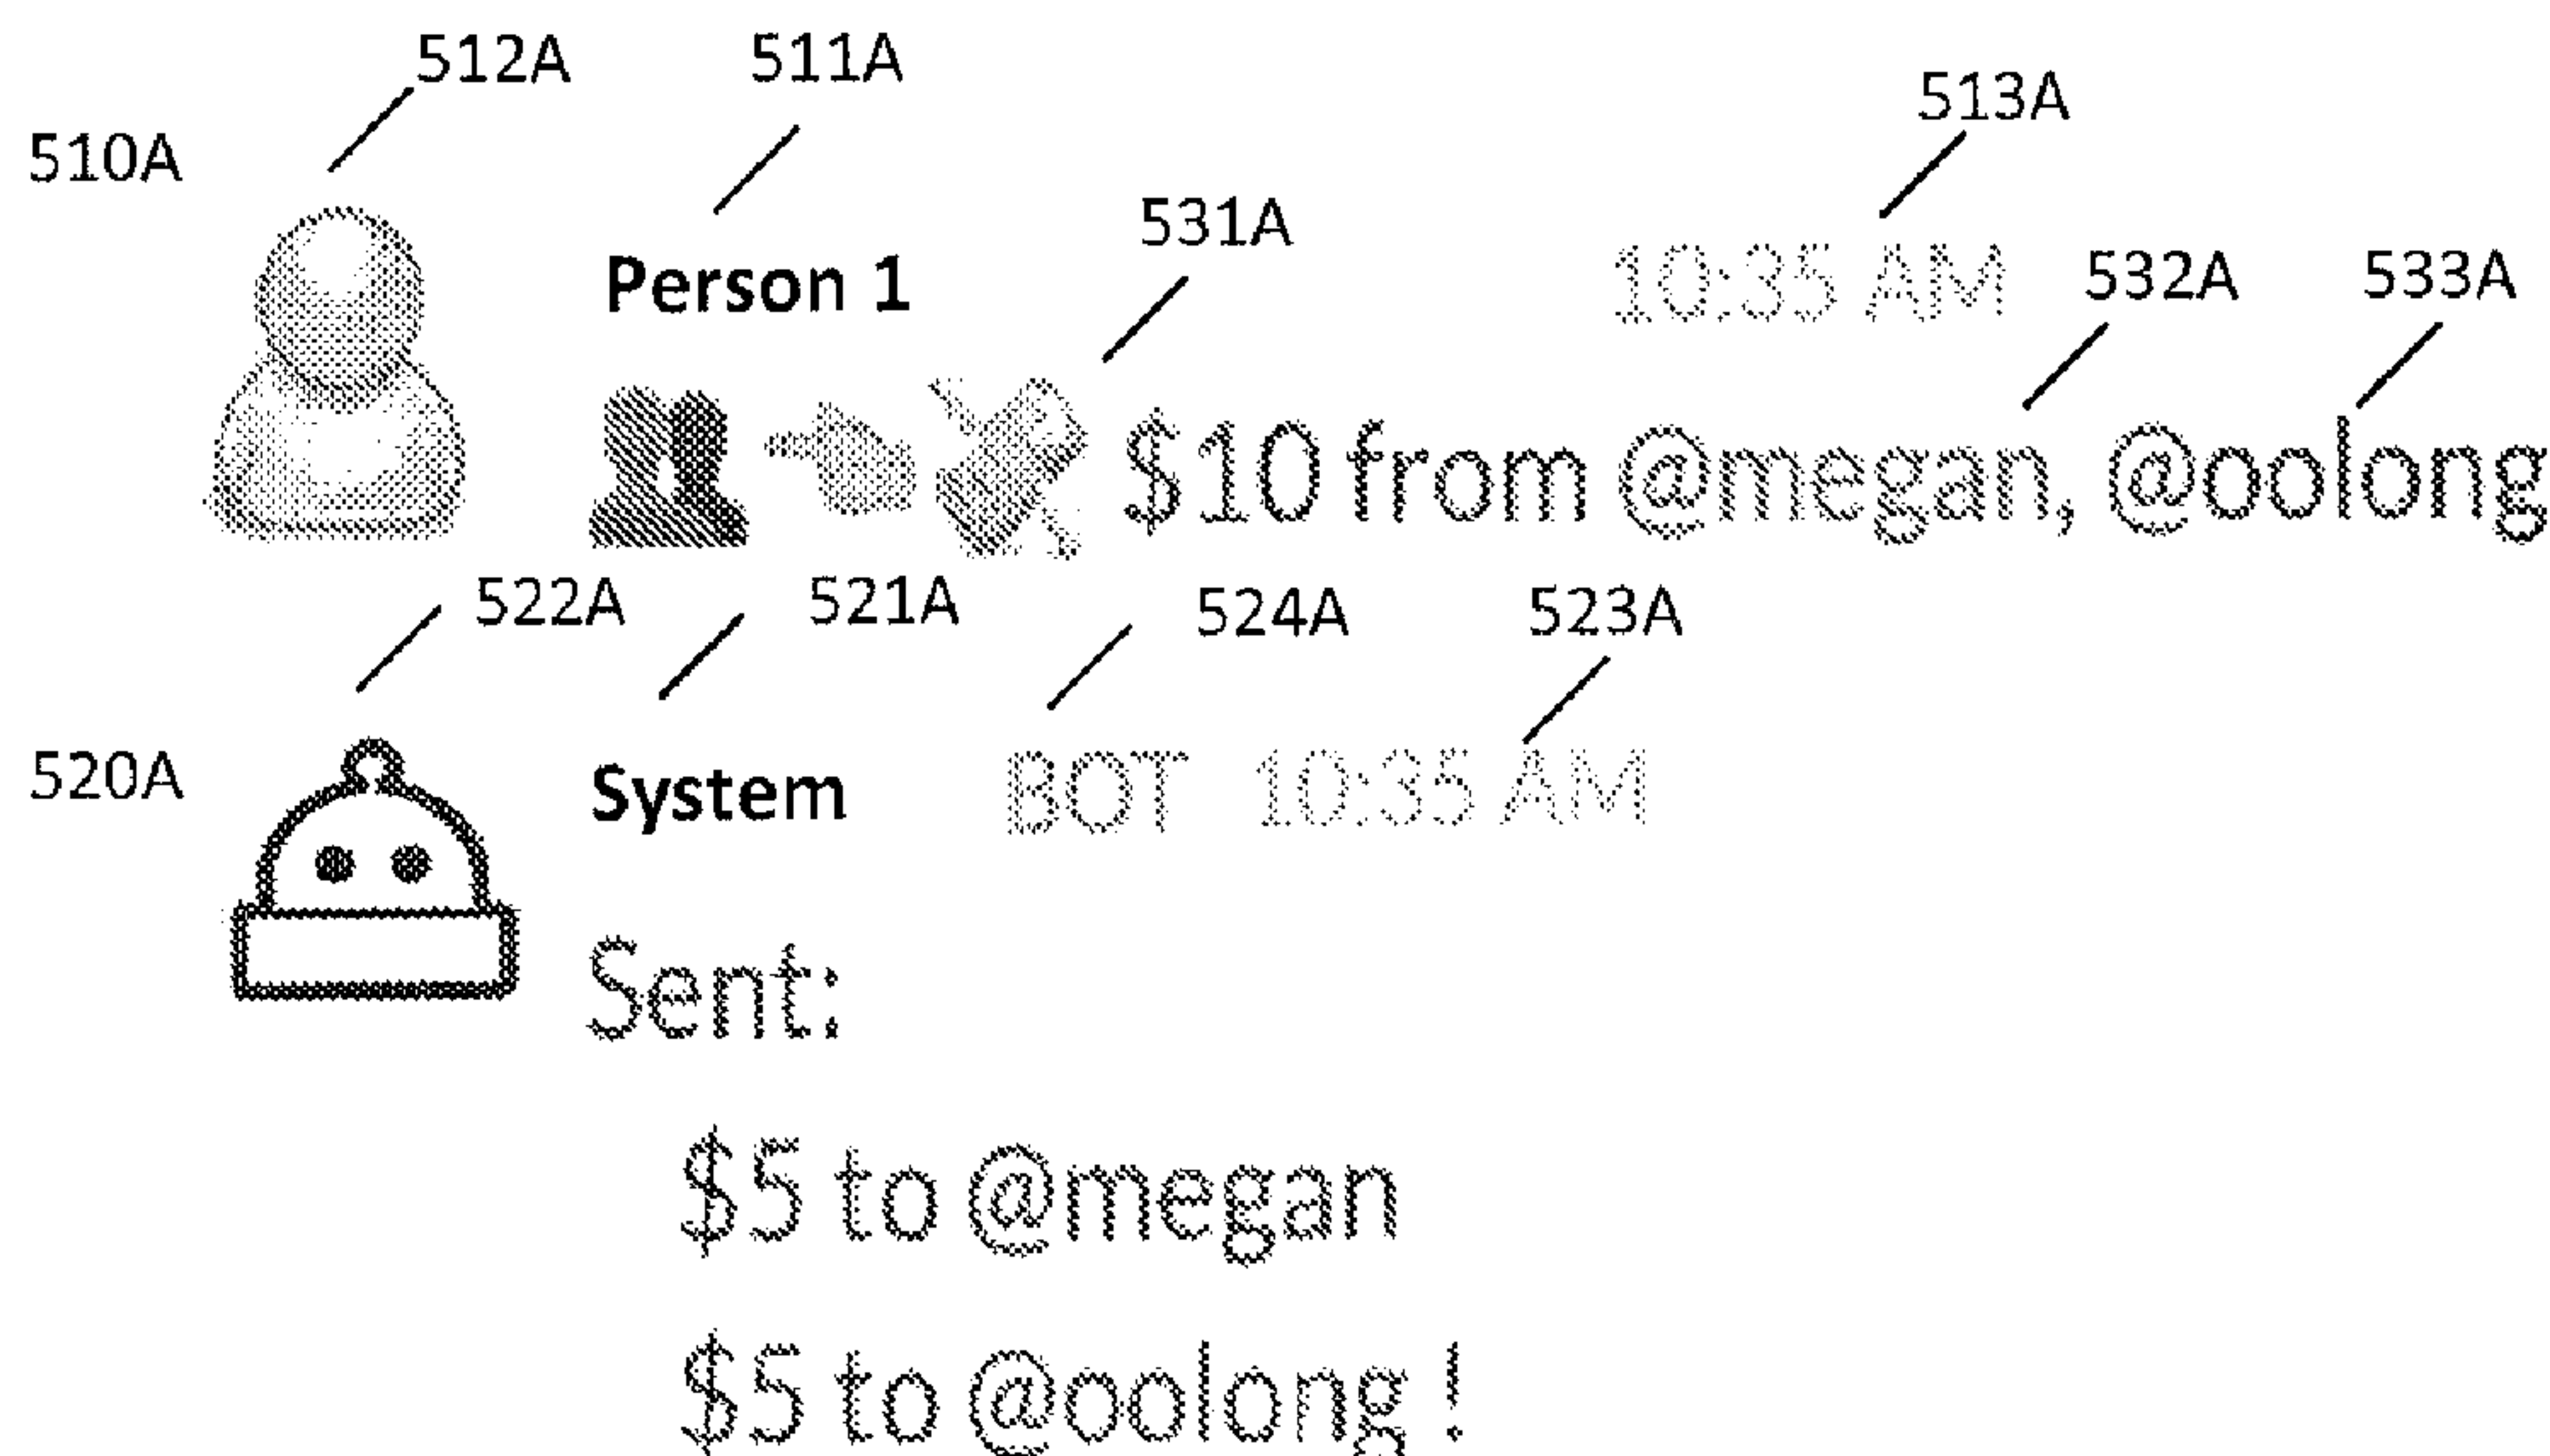 512A 511A 513A
510A
531A
Person 1 10:35 AM 532A 533A
$10 from @megan, @oolong
522A 521A 524A 523A
520A System BOT 10:35 AM
Sent:
$5 to @megan
$5 to @oolong !